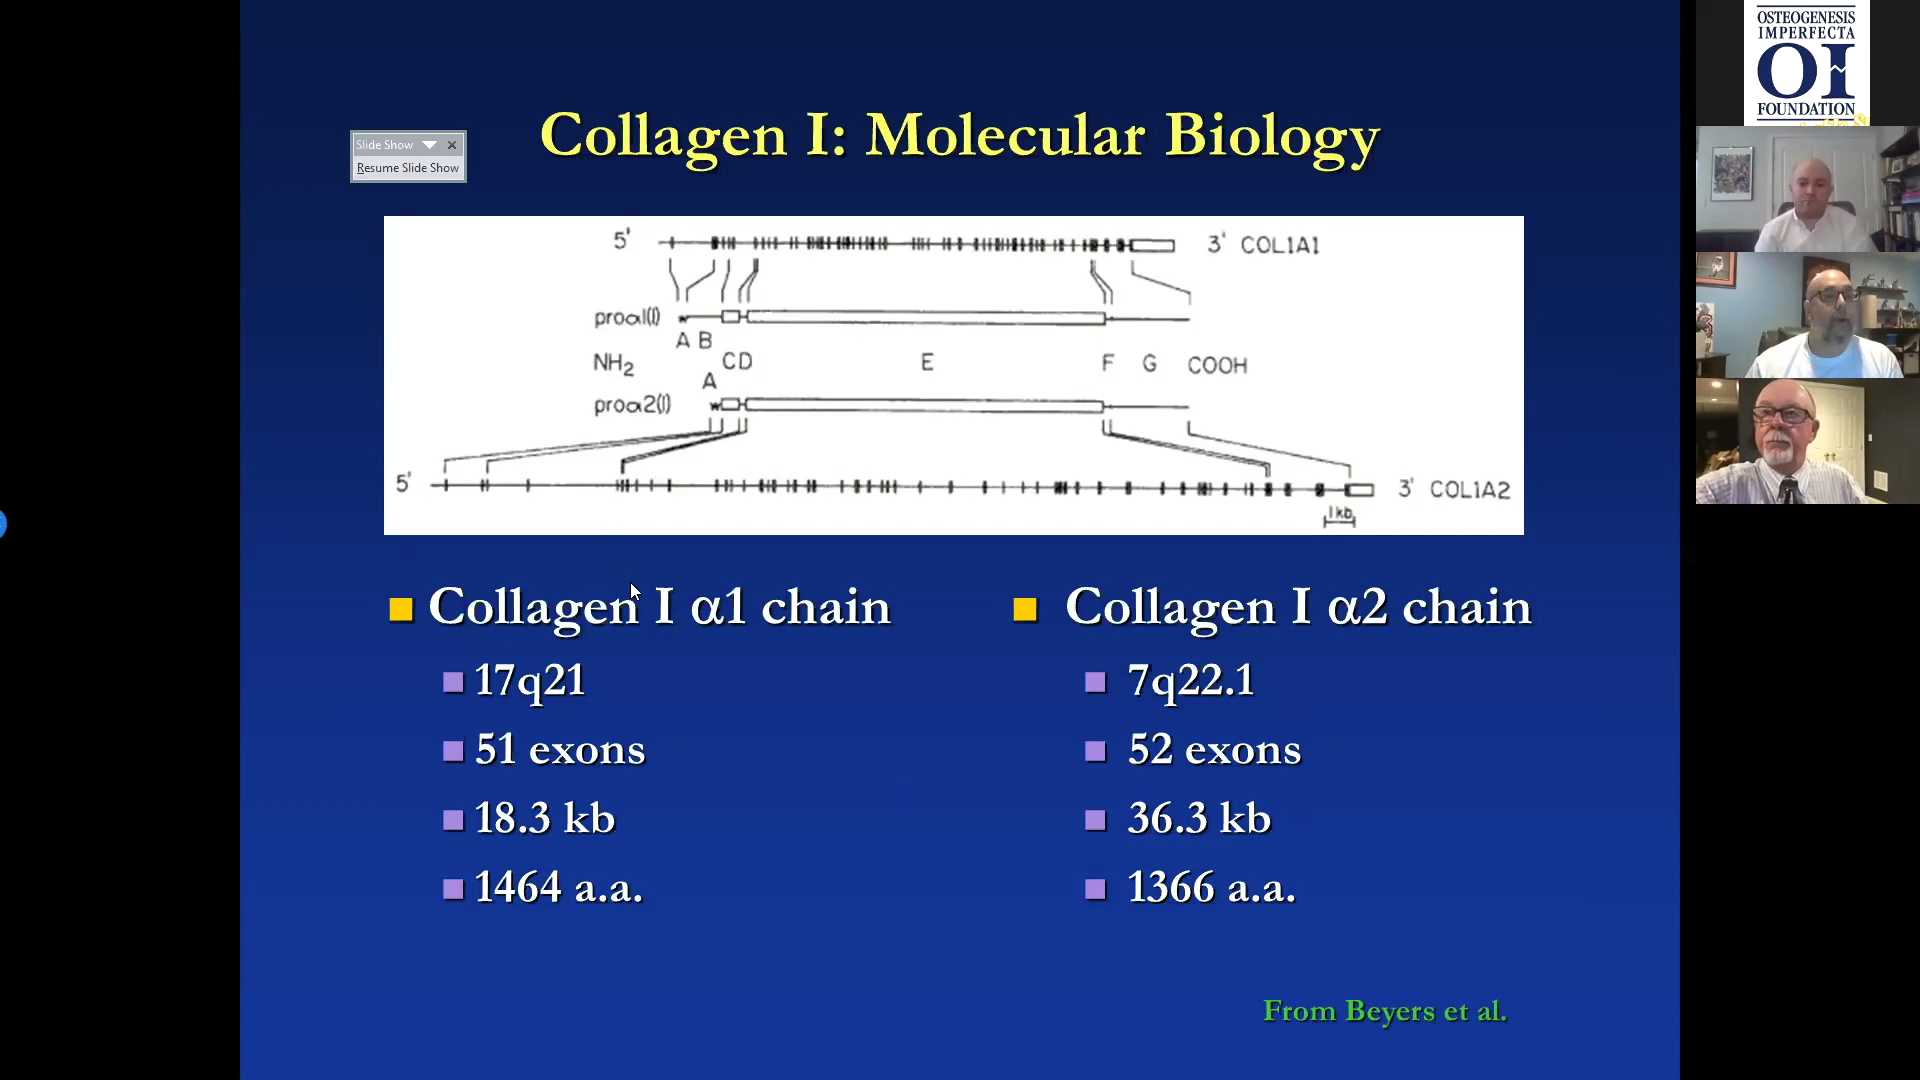 OSTEOGENESIS
IMPERFECTA
OI
FOUNDATION
Collagen I: Molecular Biology
Slide Show
Resume Slide Show
5' 3' COL1A1
proα1(I)
A B
NH2 C D E F G COOH
A
proα2(I)
5' 3' COL1A2
1 kb
Collagen I α1 chain
17q21
51 exons
18.3 kb
1464 a.a.
Collagen I α2 chain
7q22.1
52 exons
36.3 kb
1366 a.a.
From Beyers et al.